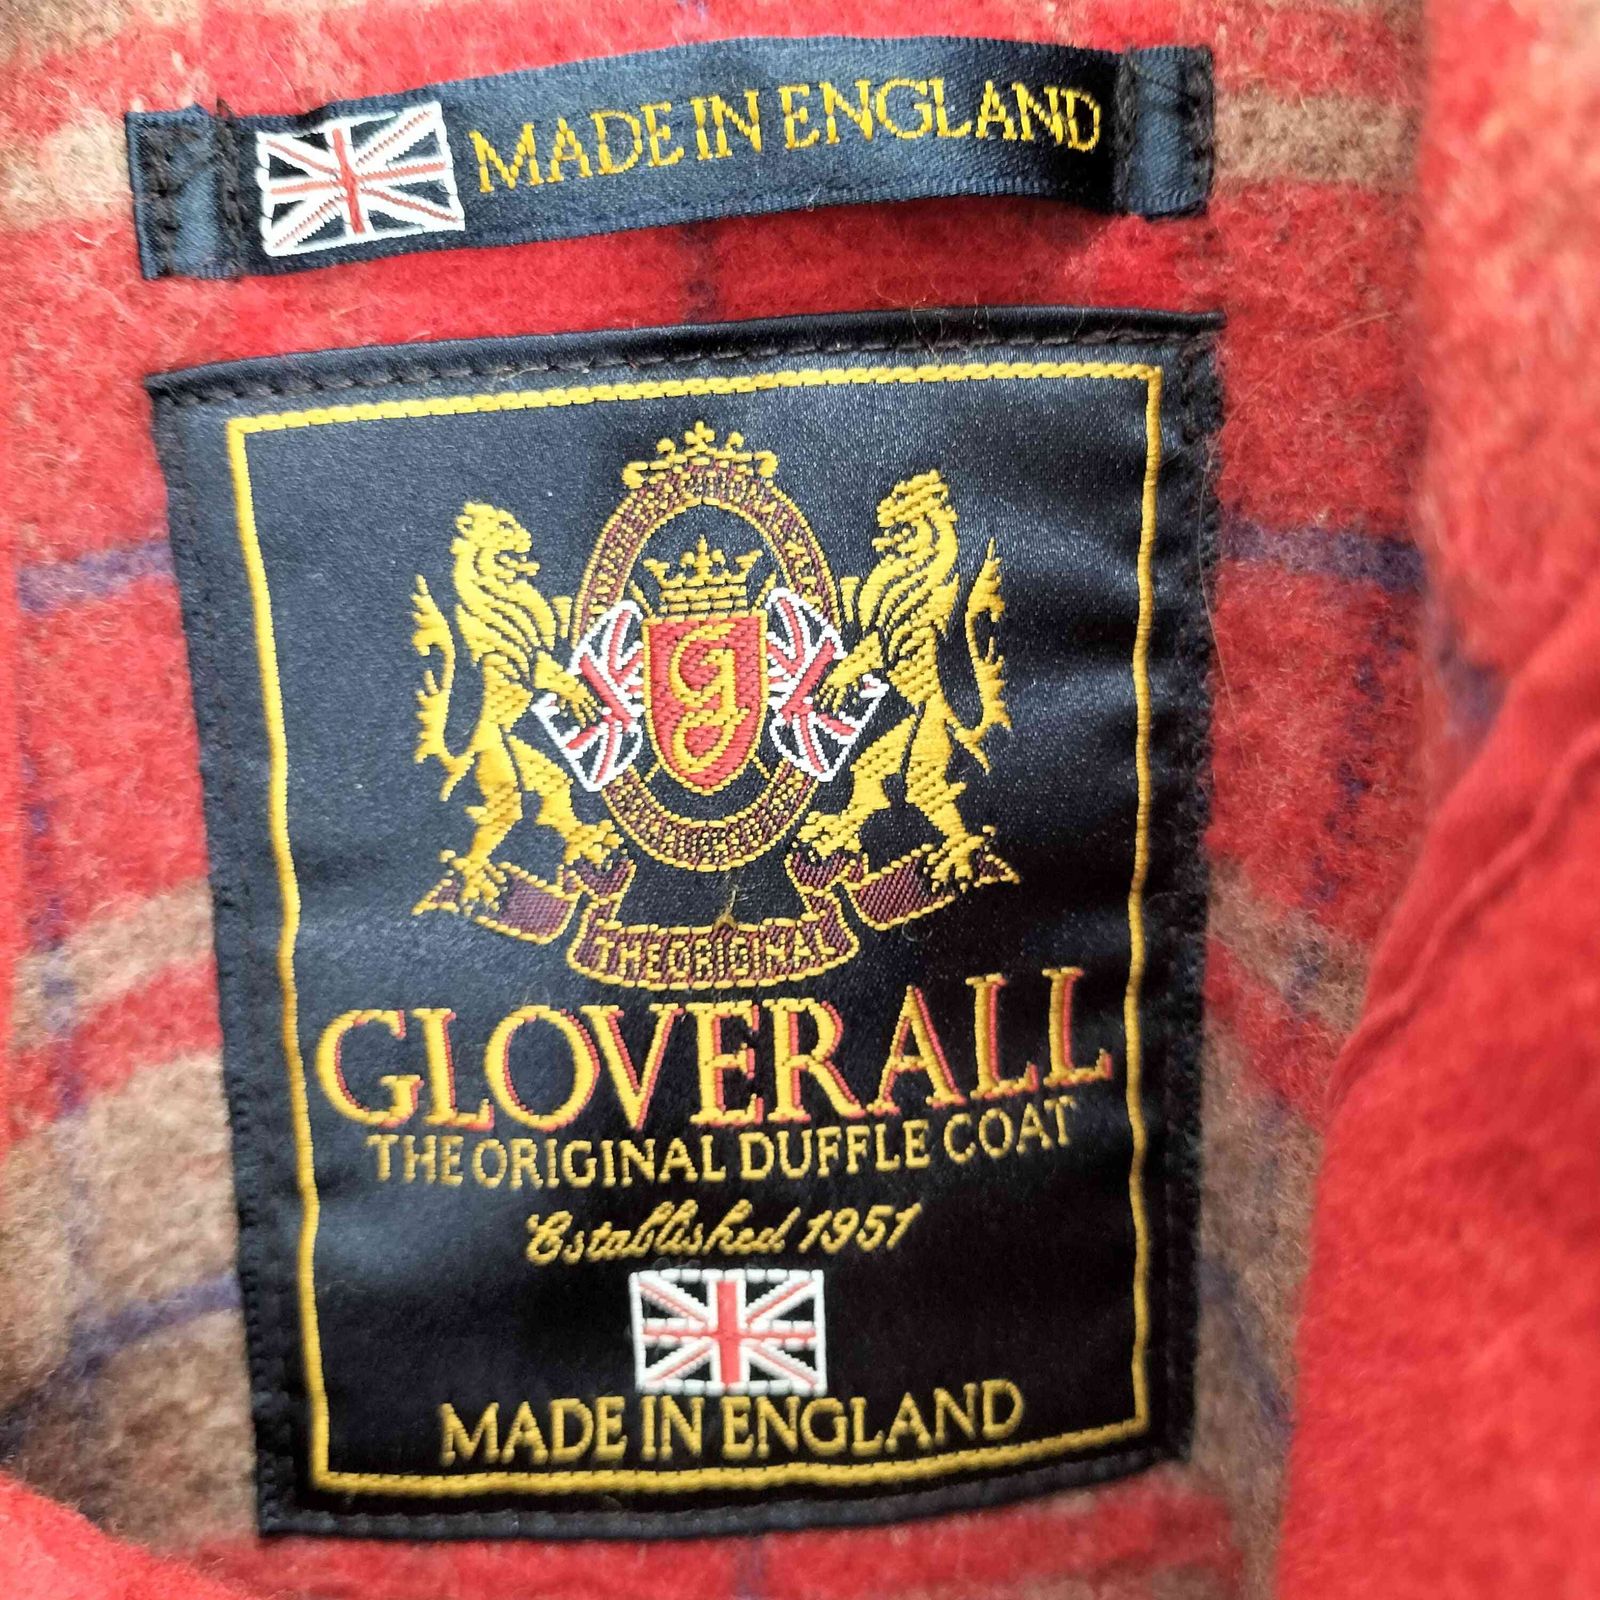 MADE IN ENGLAND
G
THE ORIGINAL
GLOVERALL
THE ORIGINAL DUFFLE COAT
Established 1951
MADE IN ENGLAND